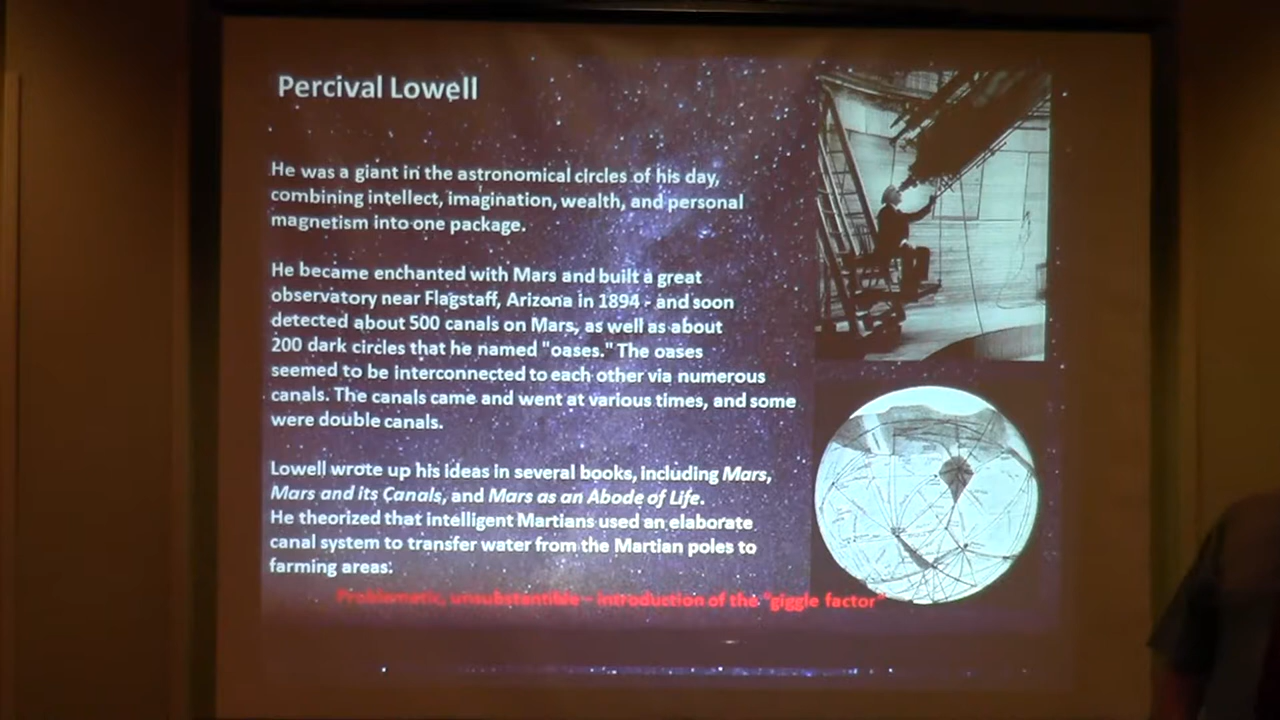 Percival Lowell
He was a giant in the astronomical circles of his day,
combining intellect, imagination, wealth, and personal
magnetism into one package.
He became enchanted with Mars and built a great
observatory near Flagstaff, Arizona in 1894 - and soon
detected about 500 canals on Mars, as well as about
200 dark circles that he named "oases." The oases
seemed to be interconnected to each other via numerous
canals. The canals came and went at various times, and some
were double canals.
Lowell wrote up his ideas in several books, including Mars,
Mars and its Canals, and Mars as an Abode of Life.
He theorized that intelligent Martians used an elaborate
canal system to transfer water from the Martian poles to
farming areas:
Problematic, unsubstantible – introduction of the "giggle factor"